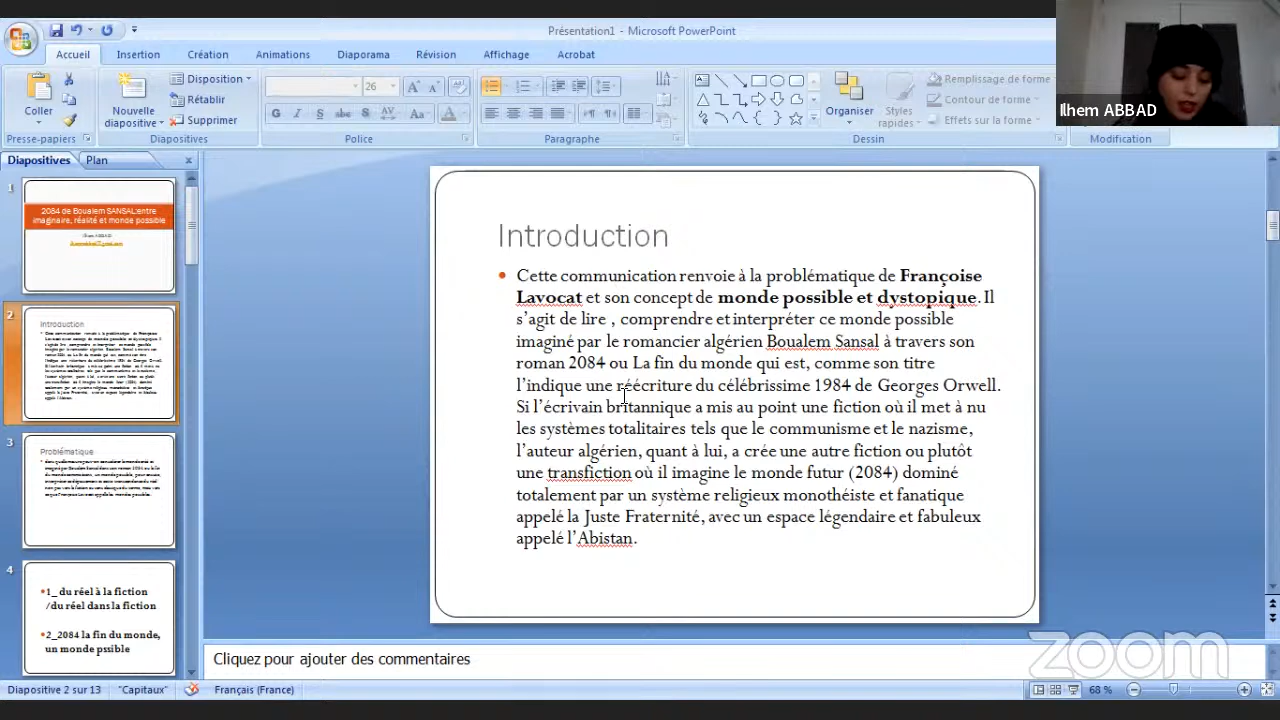 Présentation1 - Microsoft PowerPoint
Accueil Insertion Création Animations Diaporama Révision Affichage Acrobat
Coller
Nouvelle diapositive
Disposition
Rétablir
Supprimer
26
Organiser
Styles rapides
Remplissage de forme
Contour de forme
Effets sur la forme
Presse-papiers Diapositives Police Paragraphe Dessin Modification
Ilhem ABBAD
Diapositives Plan
1
2084 de Boualem SANSAL:entre
imaginaire, réalité et monde possible
2
Introduction
3
Problématique
4
•1_ du réel à la fiction
/du réel dans la fiction
•2_2084 la fin du monde,
un monde pssible
Introduction
• Cette communication renvoie à la problématique de Françoise
Lavocat et son concept de monde possible et dystopique. Il
s’agit de lire , comprendre et interpréter ce monde possible
imaginé par le romancier algérien Boualem Sansal à travers son
roman 2084 ou La fin du monde qui est, comme son titre
l’indique une réécriture du célébrissime 1984 de Georges Orwell.
Si l’écrivain britannique a mis au point une fiction où il met à nu
les systèmes totalitaires tels que le communisme et le nazisme,
l’auteur algérien, quant à lui, a crée une autre fiction ou plutôt
une transfiction où il imagine le monde futur (2084) dominé
totalement par un système religieux monothéiste et fanatique
appelé la Juste Fraternité, avec un espace légendaire et fabuleux
appelé l’Abistan.
Cliquez pour ajouter des commentaires
zoom
Diapositive 2 sur 13 "Capitaux" Français (France) 68 %